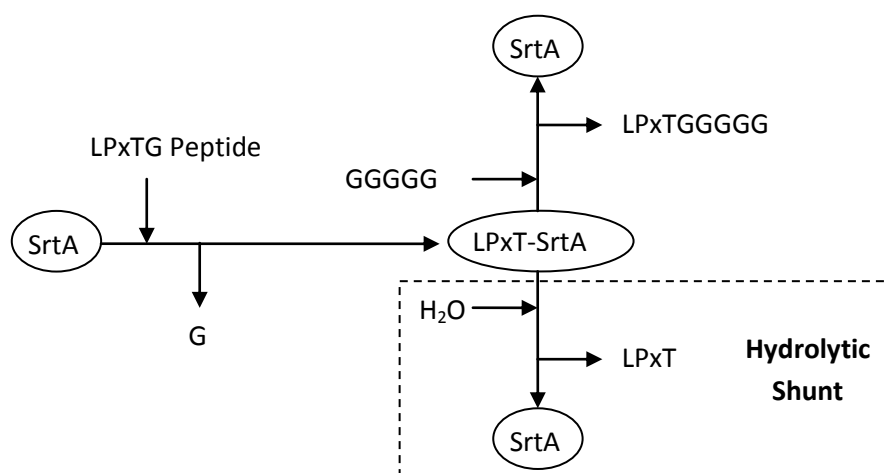 SrtA
LPxTGGGGG
LPxTG Peptide
GGGGG
SrtA
LPxT-SrtA
H₂O
G
LPxT
Hydrolytic
Shunt
SrtA